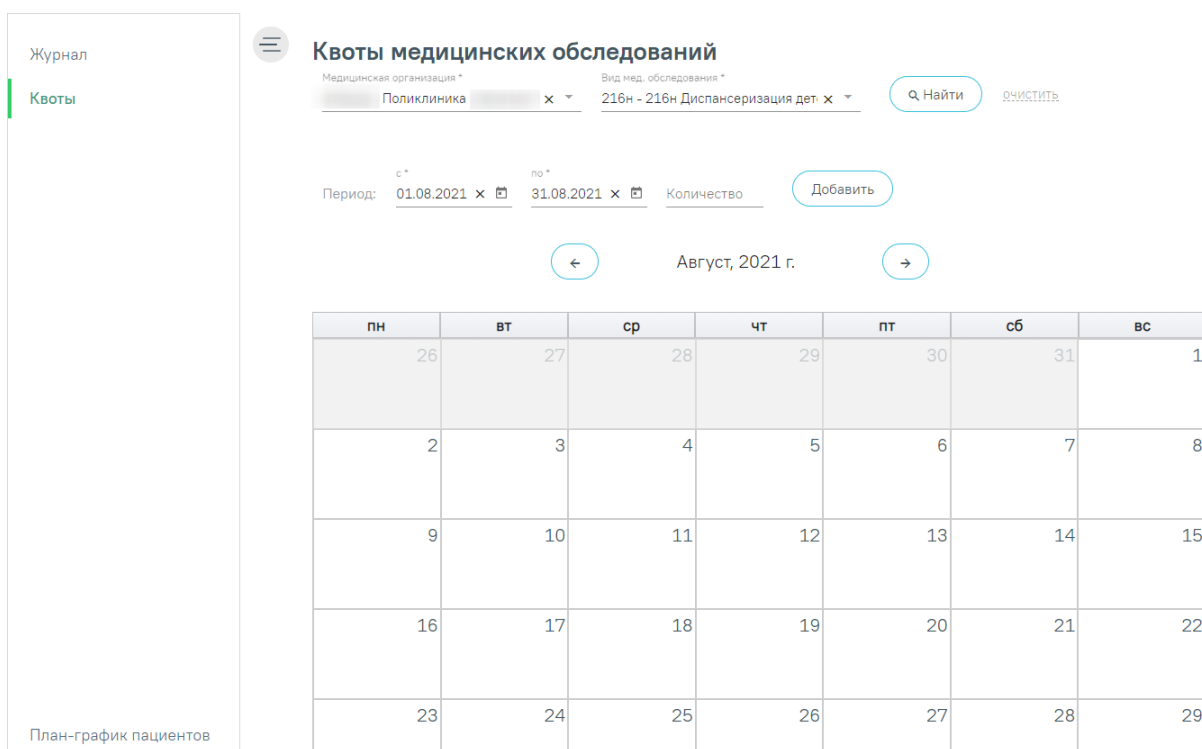 Журнал
Квоты
План-график пациентов
Квоты медицинских обследований
Медицинская организация *
Вид мед. обследования *
Поликлиника
216н - 216н Диспансеризация дет
Найти
очистить
с *
по *
Период:
01.08.2021
31.08.2021
Количество
Добавить
Август, 2021 г.
пн вт ср чт пт сб вс
26 27 28 29 30 31 1
2 3 4 5 6 7 8
9 10 11 12 13 14 15
16 17 18 19 20 21 22
23 24 25 26 27 28 29